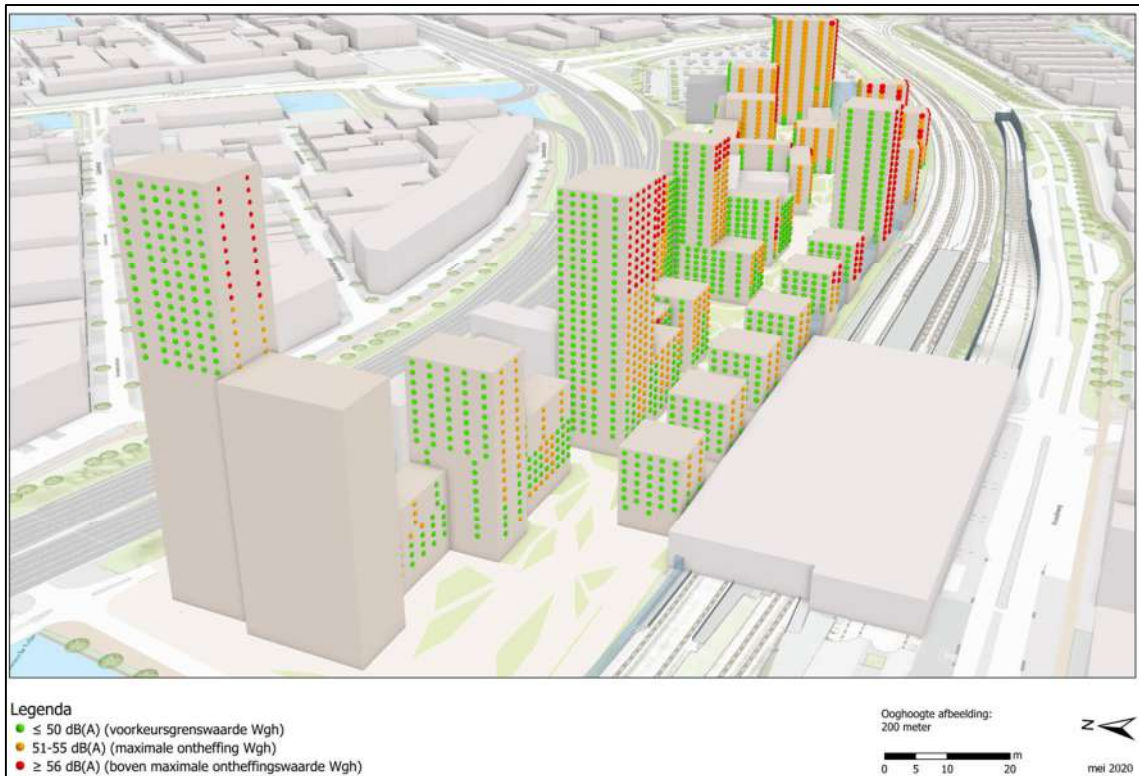 Legenda
≤ 50 dB(A) (voorkeursgrenswaarde Wgh)
51-55 dB(A) (maximale ontheffing Wgh)
≥ 56 dB(A) (boven maximale ontheffingswaarde Wgh)
Ooghoogte afbeelding:
200 meter
m
0 5 10 20
Z
mei 2020